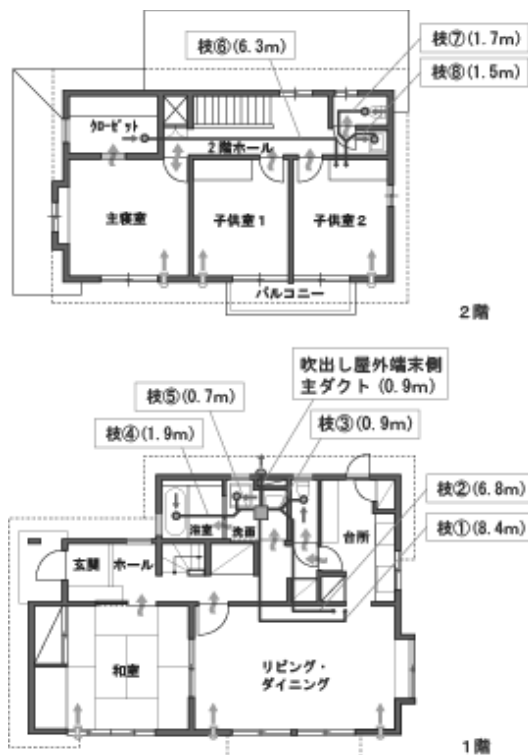 枝⑥(6.3m)
枝⑦(1.7m)
枝⑧(1.5m)
クローゼット
2階ホール
主寝室
子供室1
子供室2
バルコニー
2階
吹出し屋外端末側
主ダクト(0.9m)
枝⑤(0.7m)
枝③(0.9m)
枝④(1.9m)
枝②(6.8m)
枝①(8.4m)
浴室
洗面
台所
玄関
ホール
和室
リビング・
ダイニング
1階